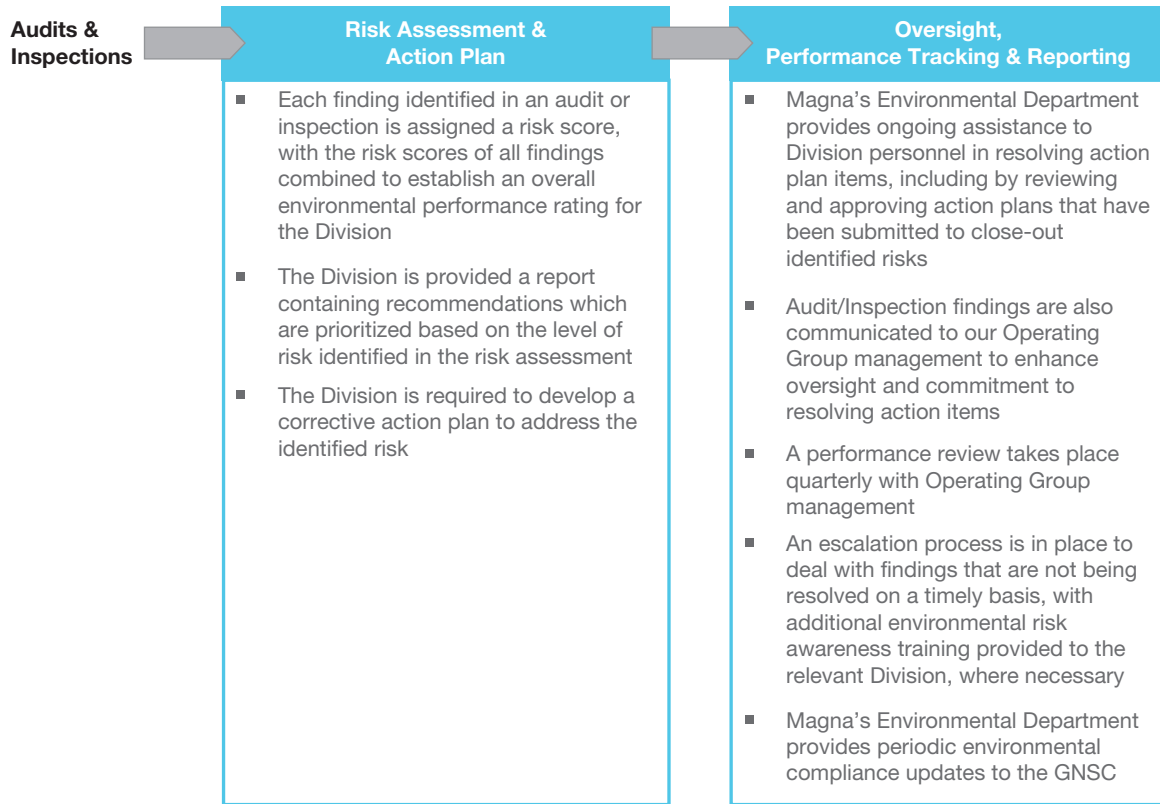 Audits &
Inspections
Risk Assessment &
Action Plan
■ Each finding identified in an audit or
inspection is assigned a risk score,
with the risk scores of all findings
combined to establish an overall
environmental performance rating for
the Division
■ The Division is provided a report
containing recommendations which
are prioritized based on the level of
risk identified in the risk assessment
■ The Division is required to develop a
corrective action plan to address the
identified risk
Oversight,
Performance Tracking & Reporting
■ Magna’s Environmental Department
provides ongoing assistance to
Division personnel in resolving action
plan items, including by reviewing
and approving action plans that have
been submitted to close-out
identified risks
■ Audit/Inspection findings are also
communicated to our Operating
Group management to enhance
oversight and commitment to
resolving action items
■ A performance review takes place
quarterly with Operating Group
management
■ An escalation process is in place to
deal with findings that are not being
resolved on a timely basis, with
additional environmental risk
awareness training provided to the
relevant Division, where necessary
■ Magna’s Environmental Department
provides periodic environmental
compliance updates to the GNSC